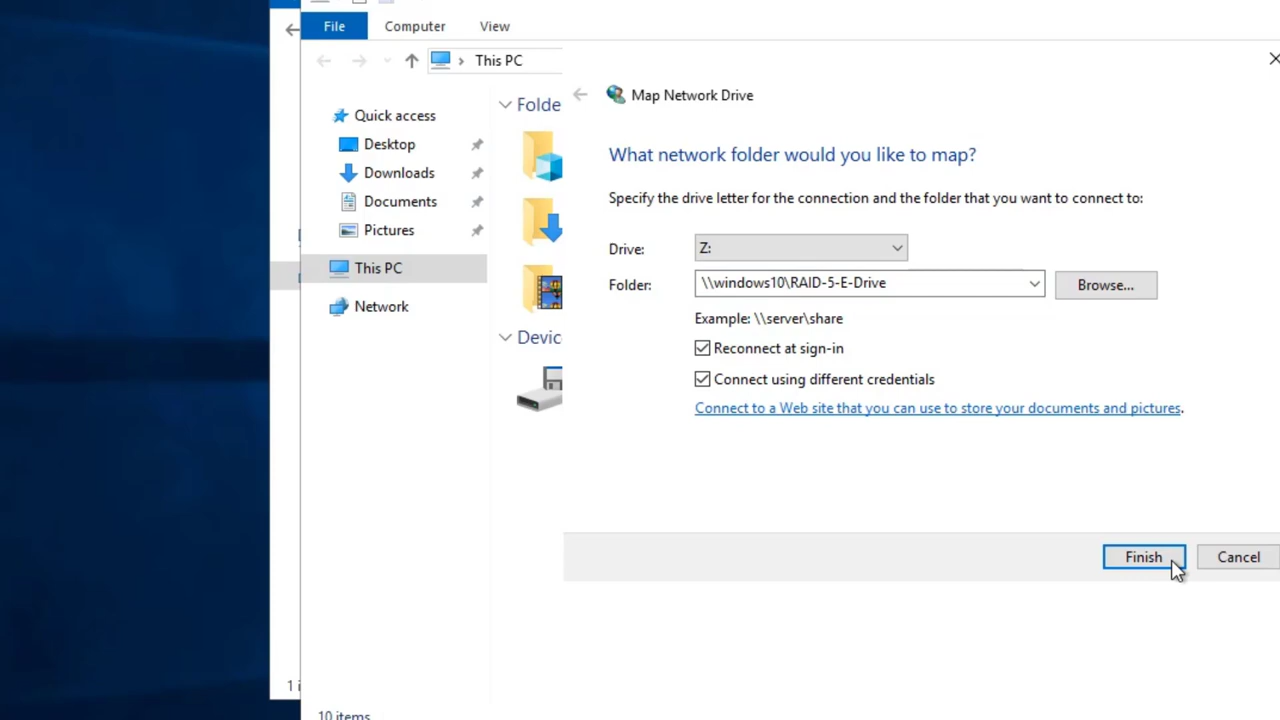 File Computer View
This PC
Map Network Drive
Quick access
Desktop
Downloads
Documents
Pictures
This PC
Network
Folde
Devic
What network folder would you like to map?
Specify the drive letter for the connection and the folder that you want to connect to:
Drive: Z:
Folder: \\windows10\RAID-5-E-Drive Browse...
Example: \\server\share
Reconnect at sign-in
Connect using different credentials
Connect to a Web site that you can use to store your documents and pictures.
Finish Cancel
1 i
10 items